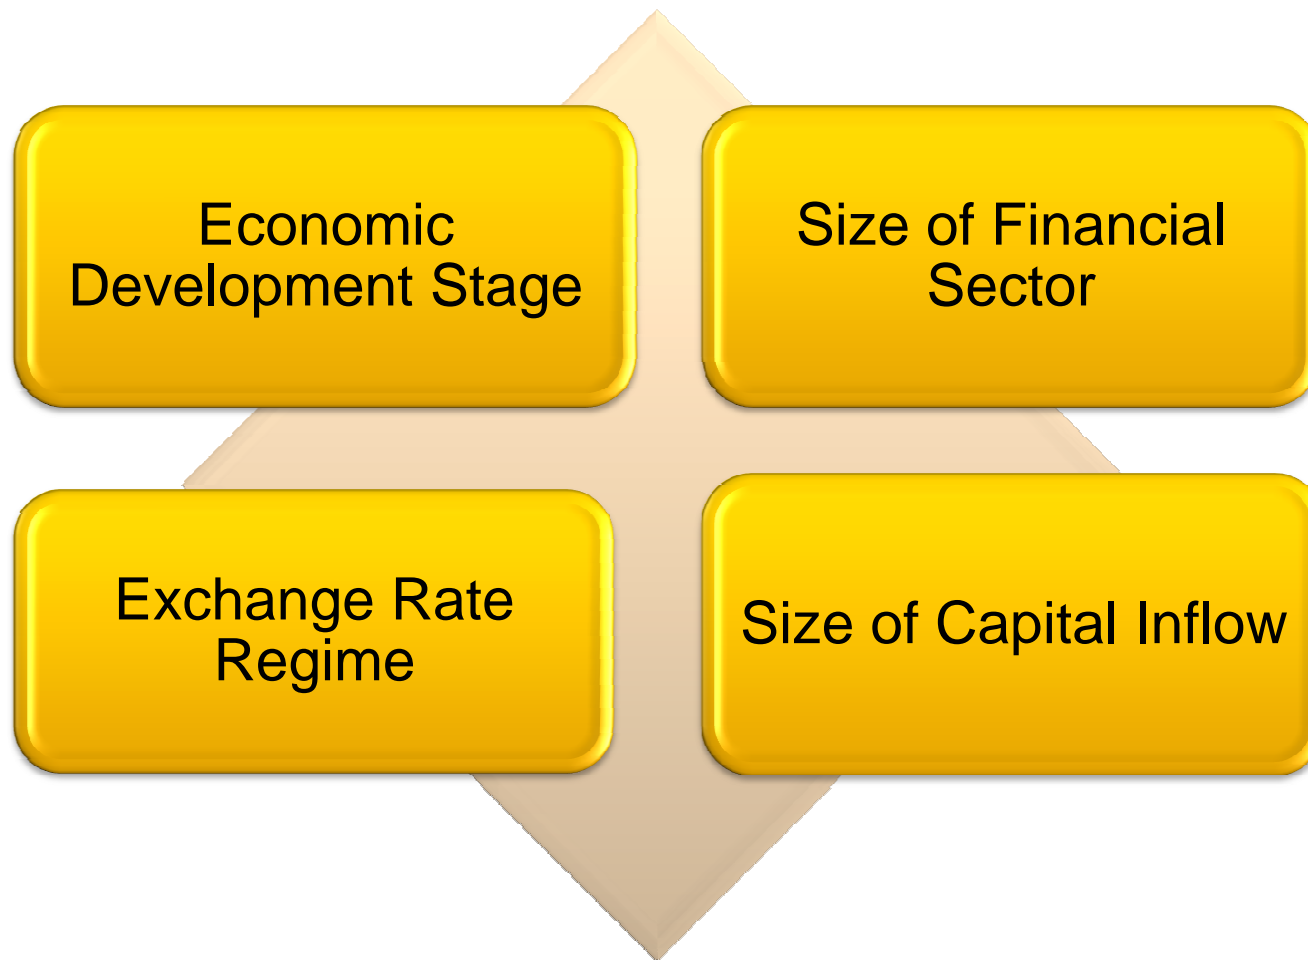 Economic
Development Stage
Size of Financial
Sector
Exchange Rate
Regime
Size of Capital Inflow